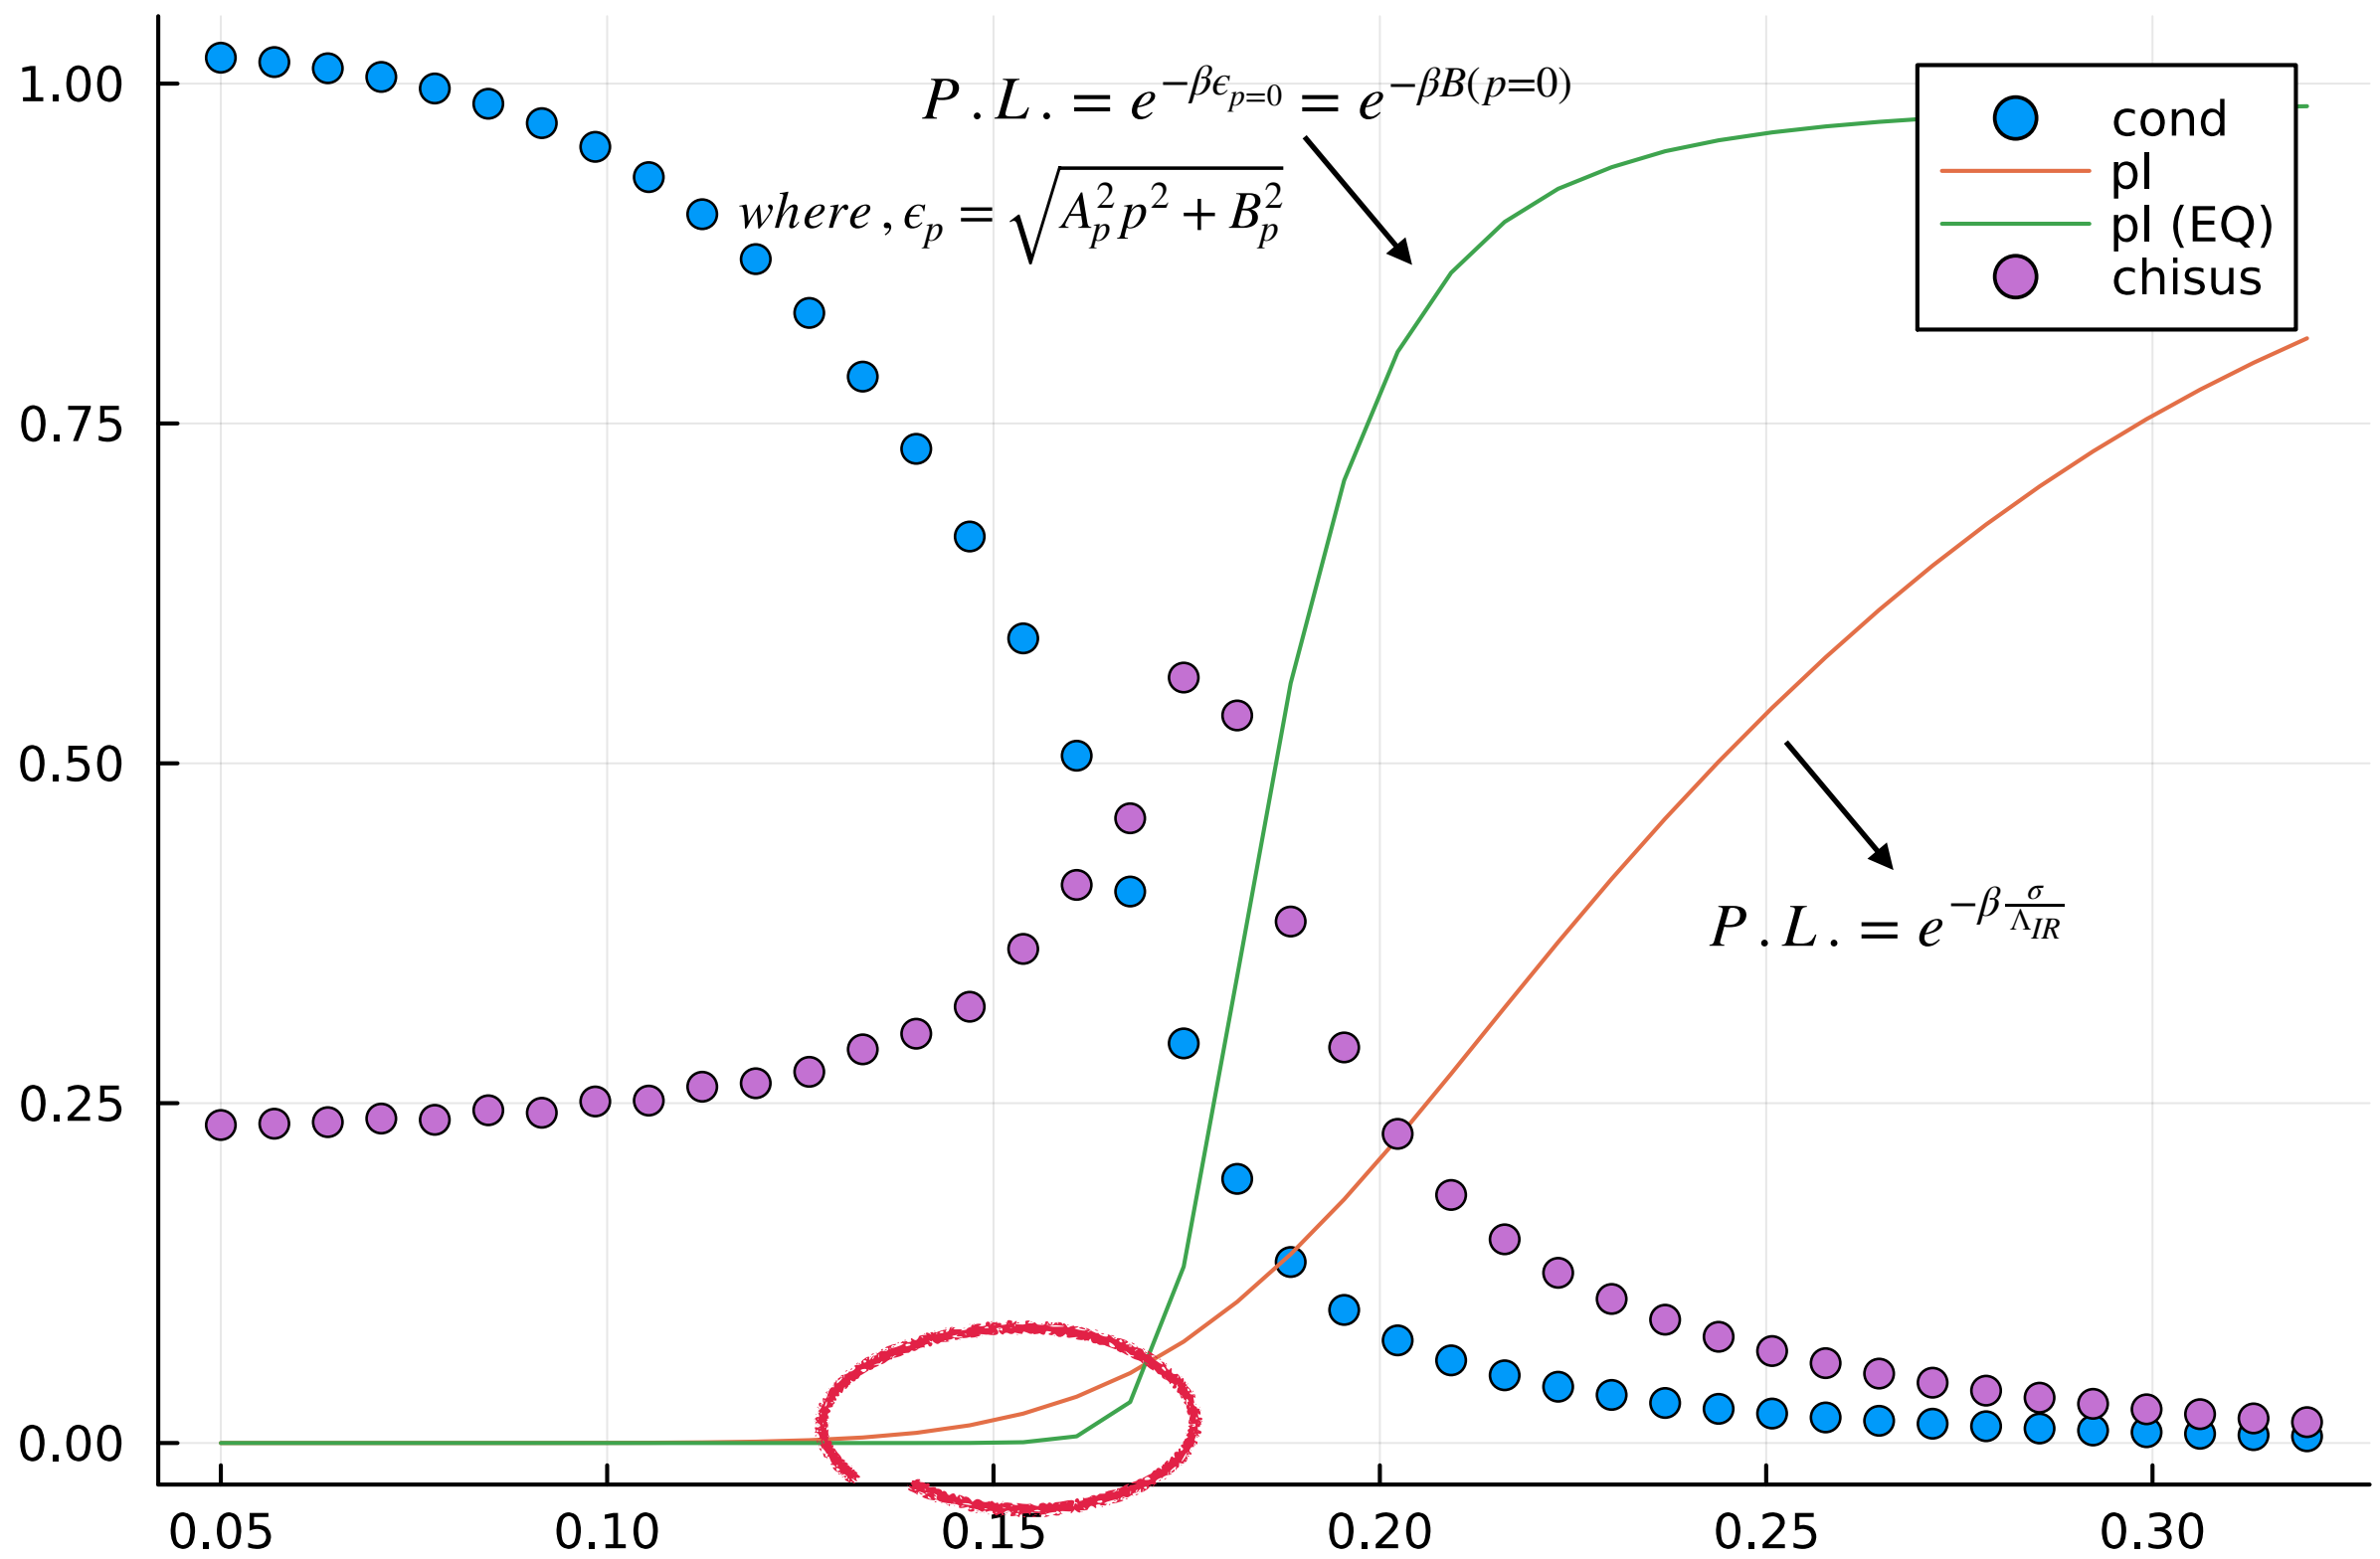 1.00
0.75
0.50
0.25
0.00
P.L. = e^{-βϵ_{p=0}} = e^{-βB(p=0)}
where, ϵ_p = √(A_p^2 p^2 + B_p^2)
cond
pl
pl (EQ)
chisus
P.L. = e^{-β σ/Λ_{IR}}
0.05 0.10 0.15 0.20 0.25 0.30